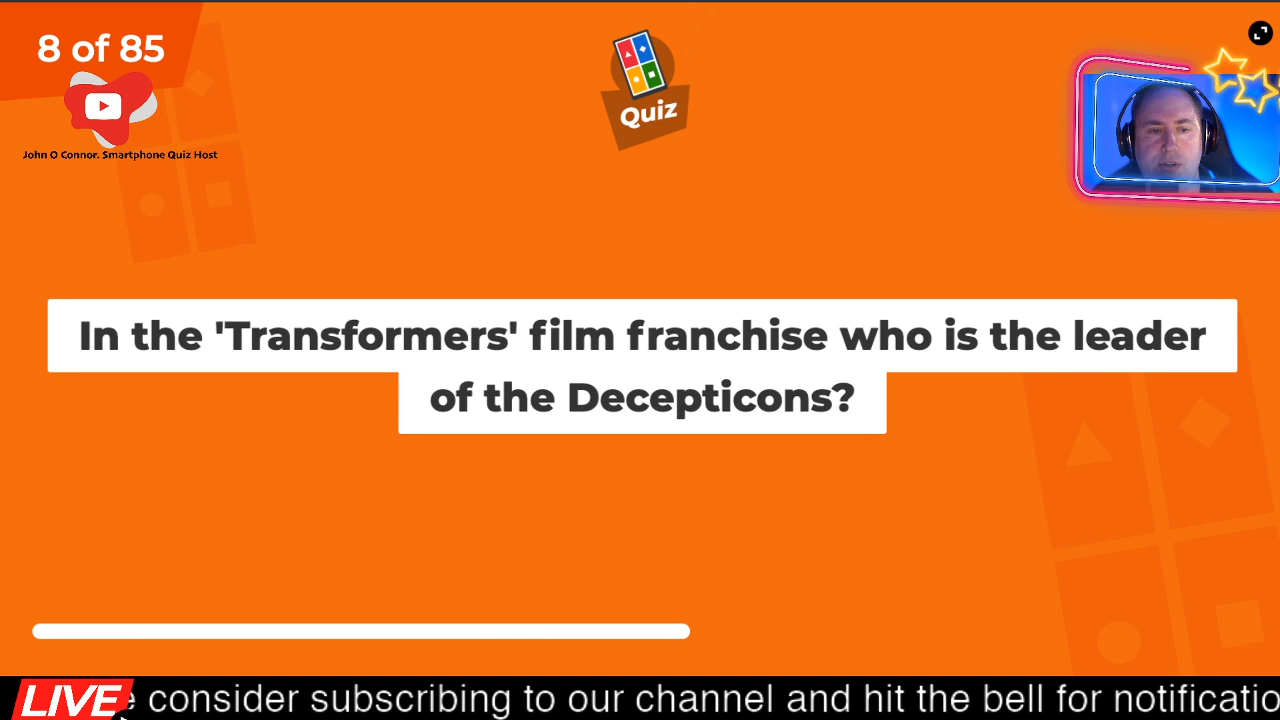 8 of 85
John O Connor. Smartphone Quiz Host
Quiz
In the 'Transformers' film franchise who is the leader
of the Decepticons?
LIVE
consider subscribing to our channel and hit the bell for